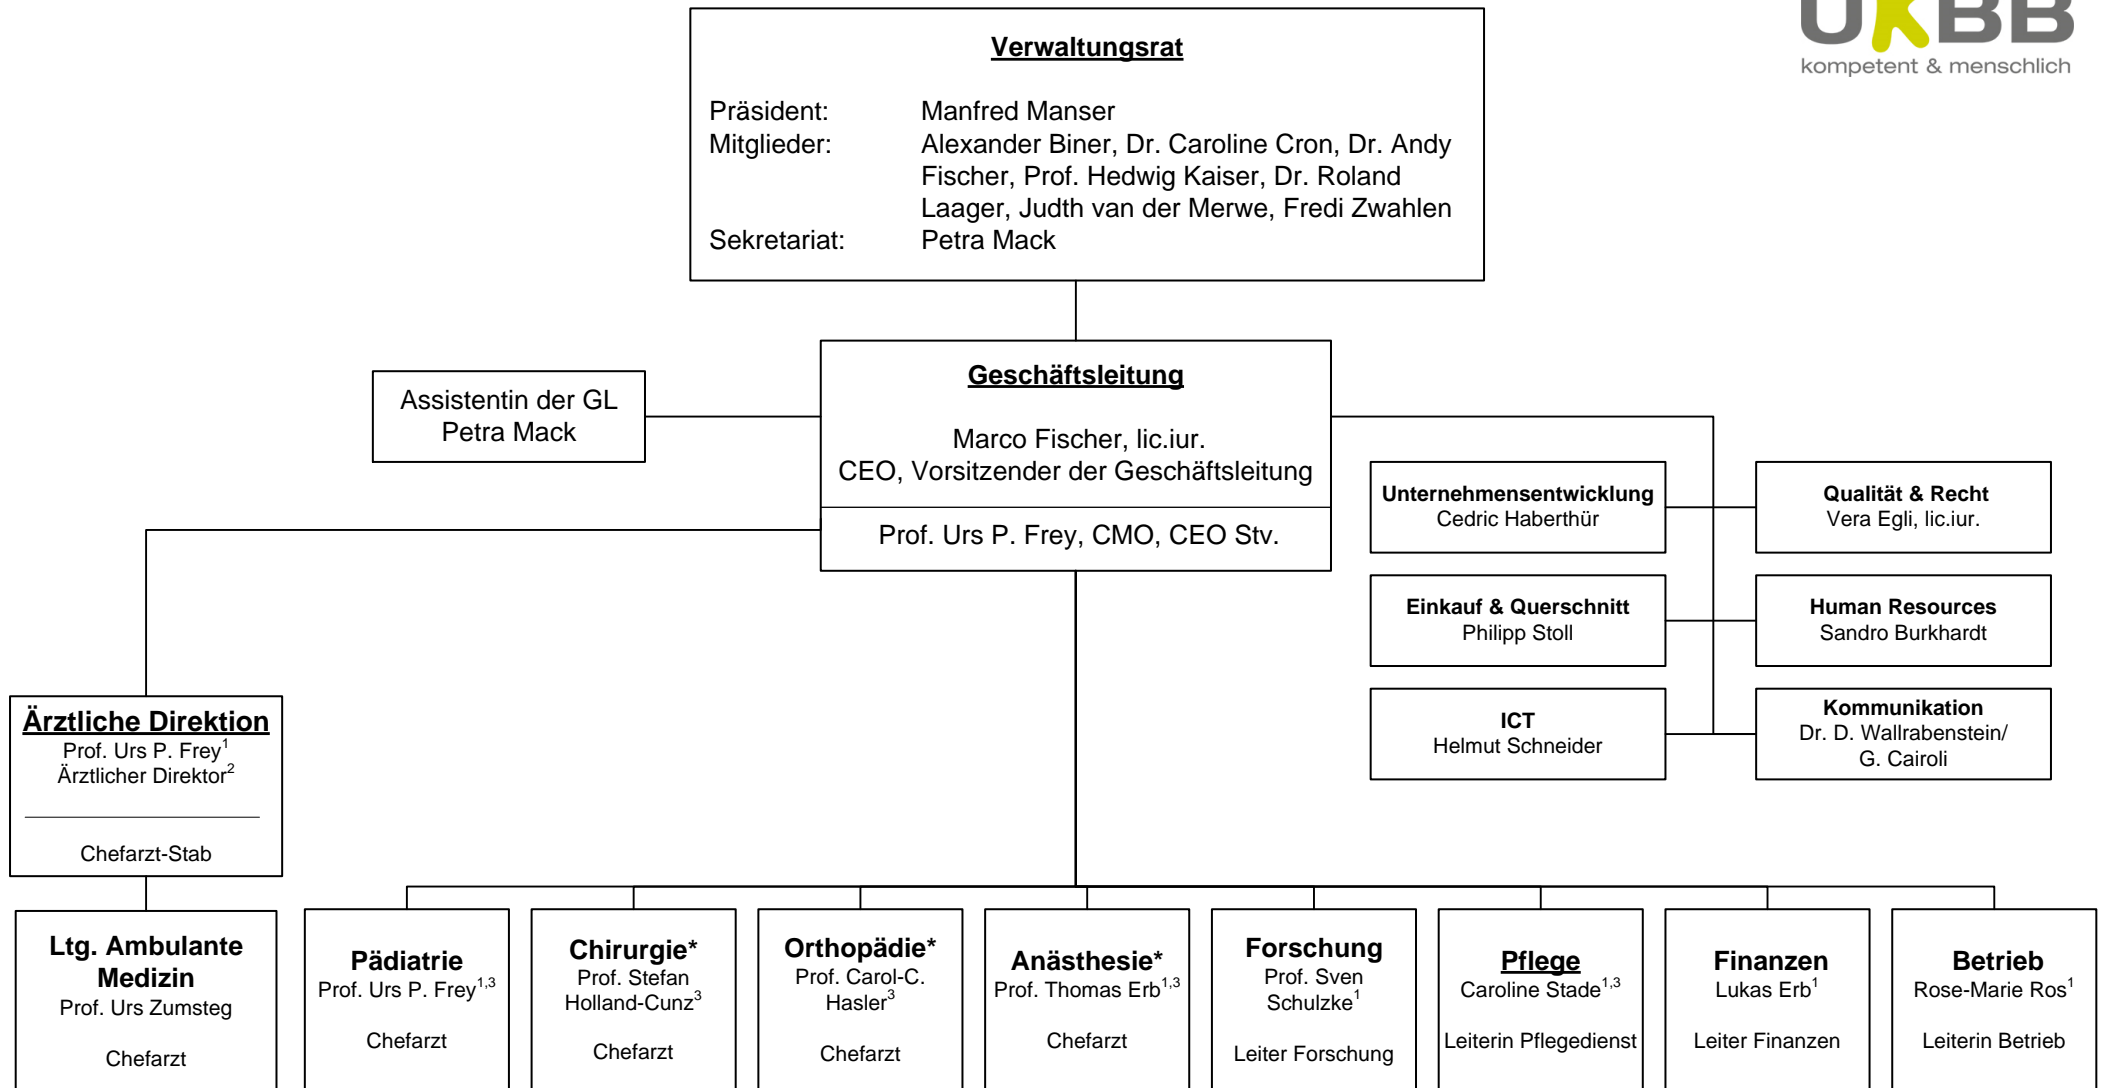 UKBB
kompetent & menschlich
Verwaltungsrat
Präsident: Manfred Manser
Mitglieder: Alexander Biner, Dr. Caroline Cron, Dr. Andy
Fischer, Prof. Hedwig Kaiser, Dr. Roland
Laager, Judth van der Merwe, Fredi Zwahlen
Sekretariat: Petra Mack
Assistentin der GL
Petra Mack
Geschäftsleitung
Marco Fischer, lic.iur.
CEO, Vorsitzender der Geschäftsleitung
Prof. Urs P. Frey, CMO, CEO Stv.
Unternehmensentwicklung
Cedric Haberthür
Qualität & Recht
Vera Egli, lic.iur.
Einkauf & Querschnitt
Philipp Stoll
Human Resources
Sandro Burkhardt
ICT
Helmut Schneider
Kommunikation
Dr. D. Wallrabenstein/
G. Cairoli
Ärztliche Direktion
Prof. Urs P. Frey¹
Ärztlicher Direktor²
Chefarzt-Stab
Ltg. Ambulante
Medizin
Prof. Urs Zumsteg
Chefarzt
Pädiatrie
Prof. Urs P. Frey¹,³
Chefarzt
Chirurgie*
Prof. Stefan
Holland-Cunz³
Chefarzt
Orthopädie*
Prof. Carol-C.
Hasler³
Chefarzt
Anästhesie*
Prof. Thomas Erb¹,³
Chefarzt
Forschung
Prof. Sven
Schulzke¹
Leiter Forschung
Pflege
Caroline Stade¹,³
Leiterin Pflegedienst
Finanzen
Lukas Erb¹
Leiter Finanzen
Betrieb
Rose-Marie Ros¹
Leiterin Betrieb